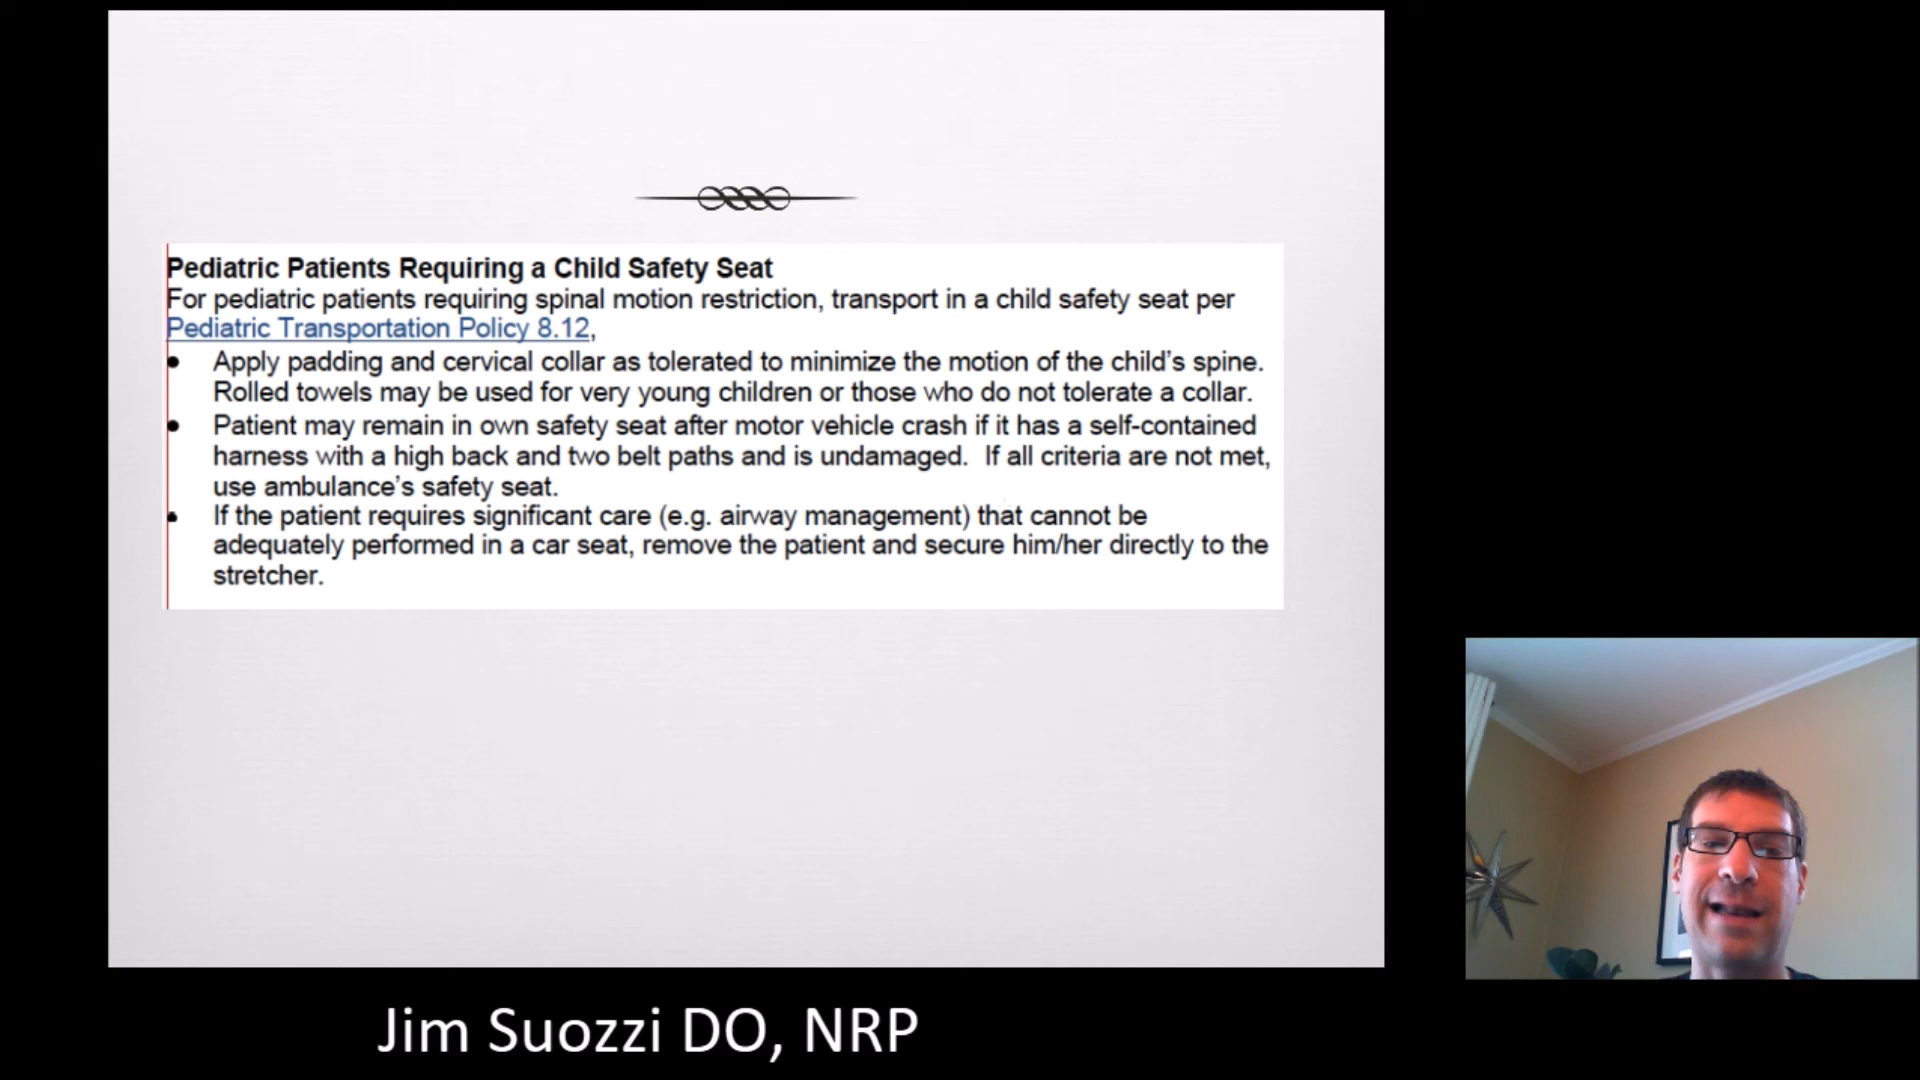 Pediatric Patients Requiring a Child Safety Seat
For pediatric patients requiring spinal motion restriction, transport in a child safety seat per
Pediatric Transportation Policy 8.12,
• Apply padding and cervical collar as tolerated to minimize the motion of the child's spine.
Rolled towels may be used for very young children or those who do not tolerate a collar.
• Patient may remain in own safety seat after motor vehicle crash if it has a self-contained
harness with a high back and two belt paths and is undamaged.  If all criteria are not met,
use ambulance's safety seat.
• If the patient requires significant care (e.g. airway management) that cannot be
adequately performed in a car seat, remove the patient and secure him/her directly to the
stretcher.
Jim Suozzi DO, NRP